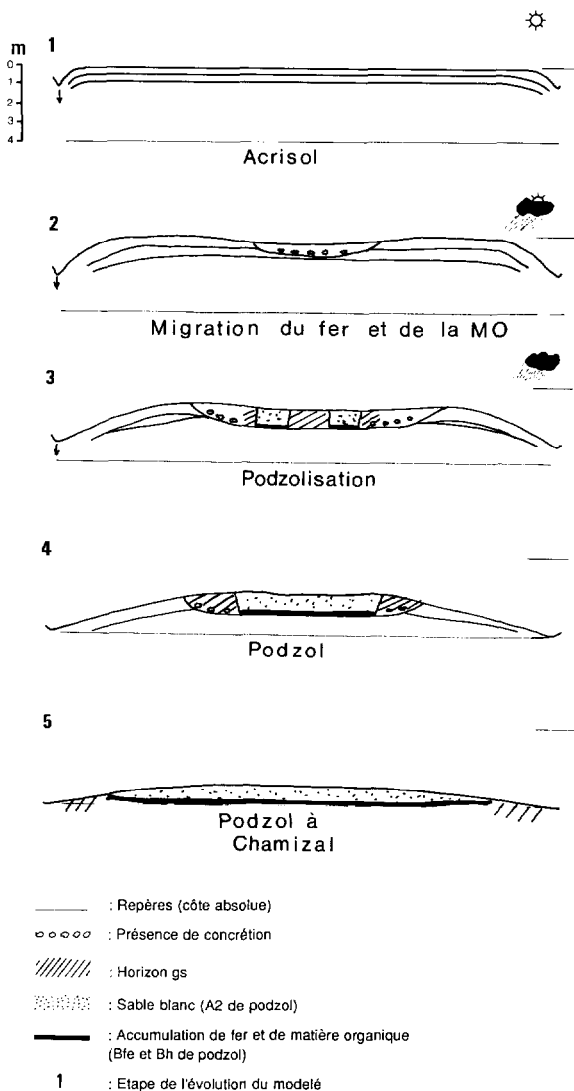 1
m
0
1
2
3
4
Acrisol
2
Migration du fer et de la MO
3
Podzolisation
4
Podzol
5
Podzol à
Chamizal
: Repères (côte absolue)
: Présence de concrétion
: Horizon gs
: Sable blanc (A2 de podzol)
: Accumulation de fer et de matière organique
(Bfe et Bh de podzol)
1 : Etape de l'évolution du modelé